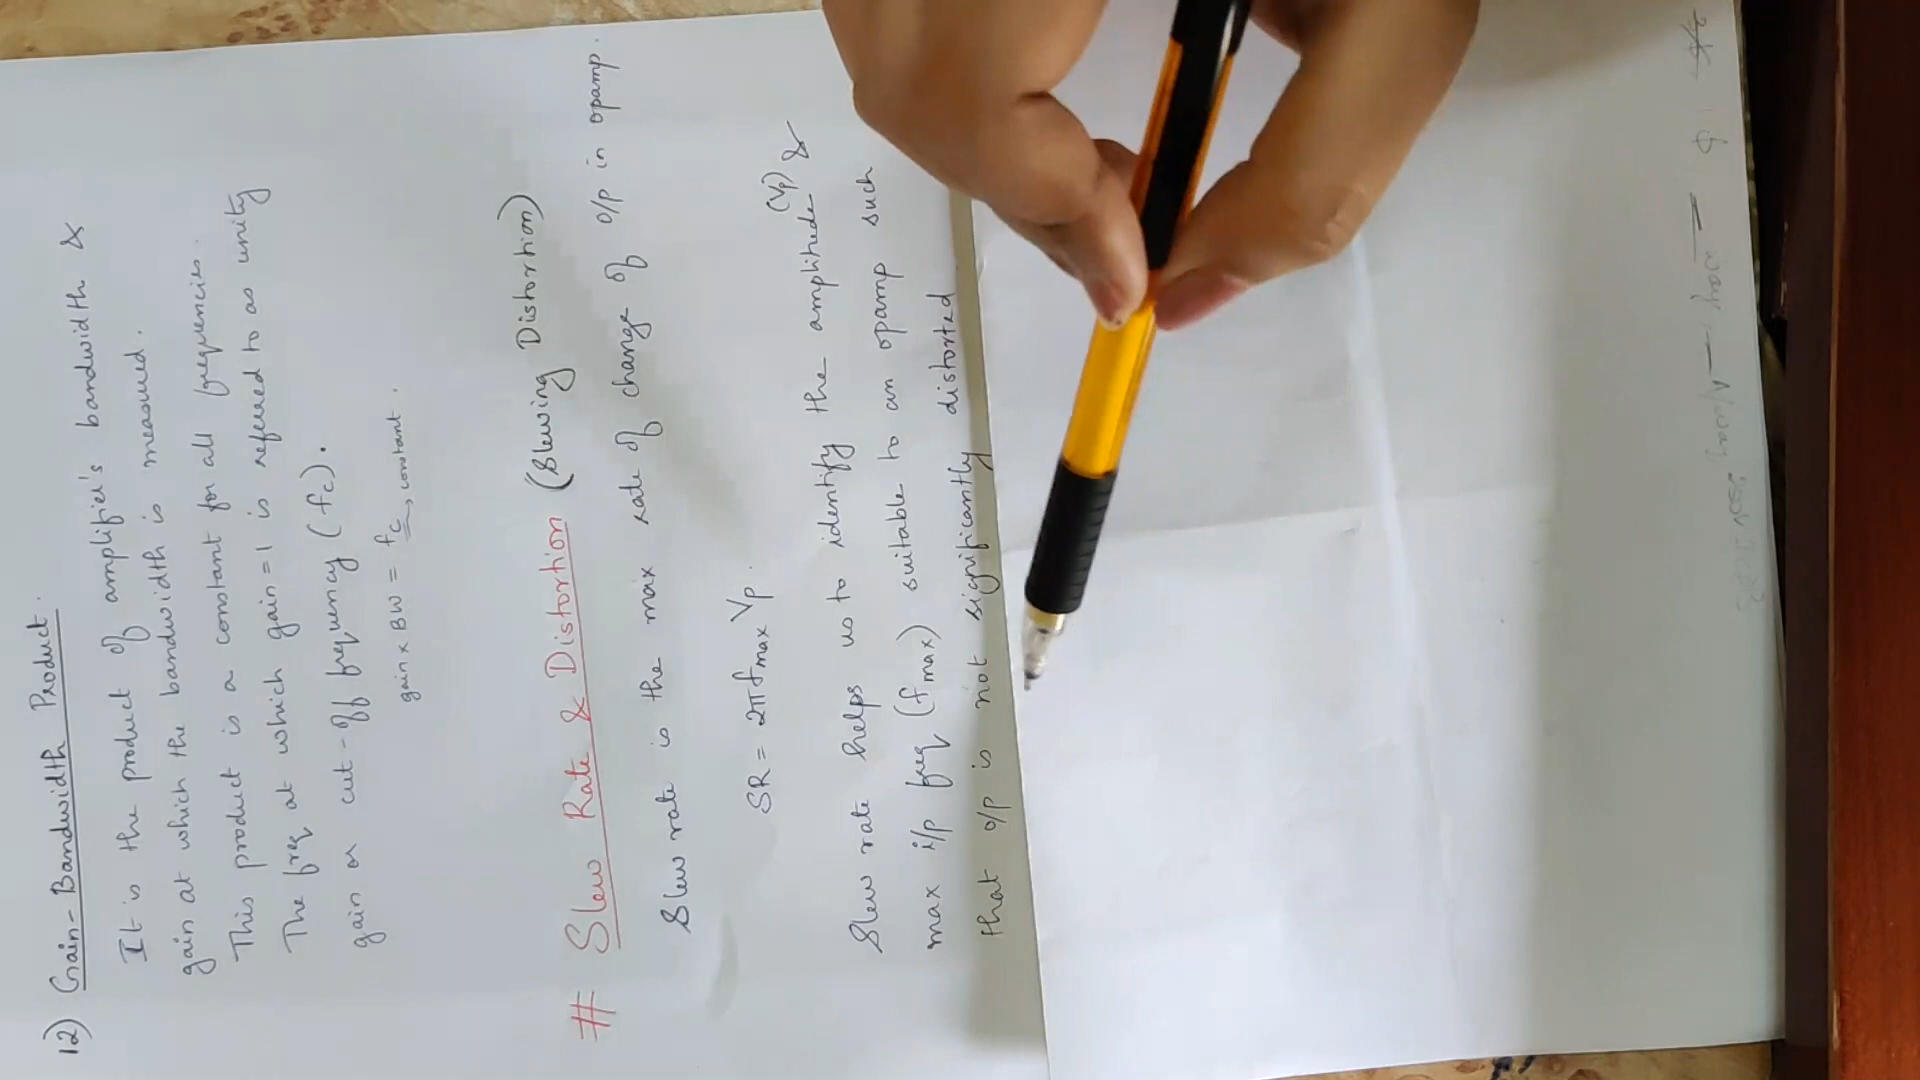 12) Gain-Bandwidth Product.
It is the product of amplifier's bandwidth &
gain at which the bandwidth is measured.
This product is a constant for all frequencies.
The freq at which gain = 1 is referred to as unity
gain or cut-off frequency (fc).
gain x BW = fc, constant.
# Slew Rate & Distortion (Slewing Distortion)
Slew rate is the max rate of change of o/p in opamp.
SR = 2πfmax Vp.
Slew rate helps us to identify the amplitude (Vp) &
max i/p freq (fmax) suitable to an opamp such
that o/p is not significantly distorted